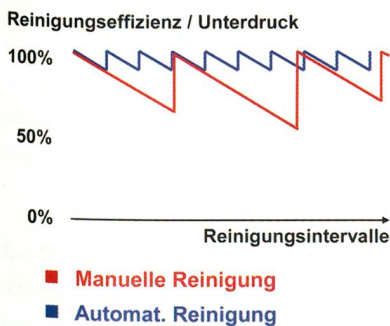 Reinigungseffizienz / Unterdruck
100%
50%
0%
Reinigungsintervalle
Manuelle Reinigung
Automat. Reinigung